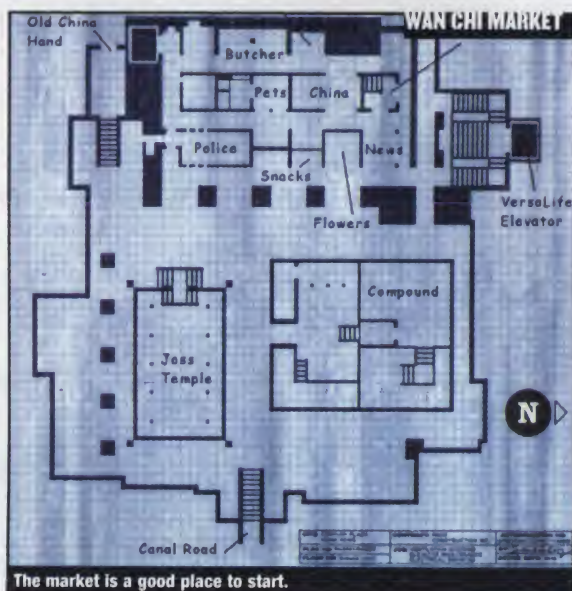 Old China
Hand
WAN CHI MARKET
Butcher
Pets
China
Police
News
Snacks
Flowers
VersaLife
Elevator
Compound
Joss
Temple
N
Canal Road
The market is a good place to start.